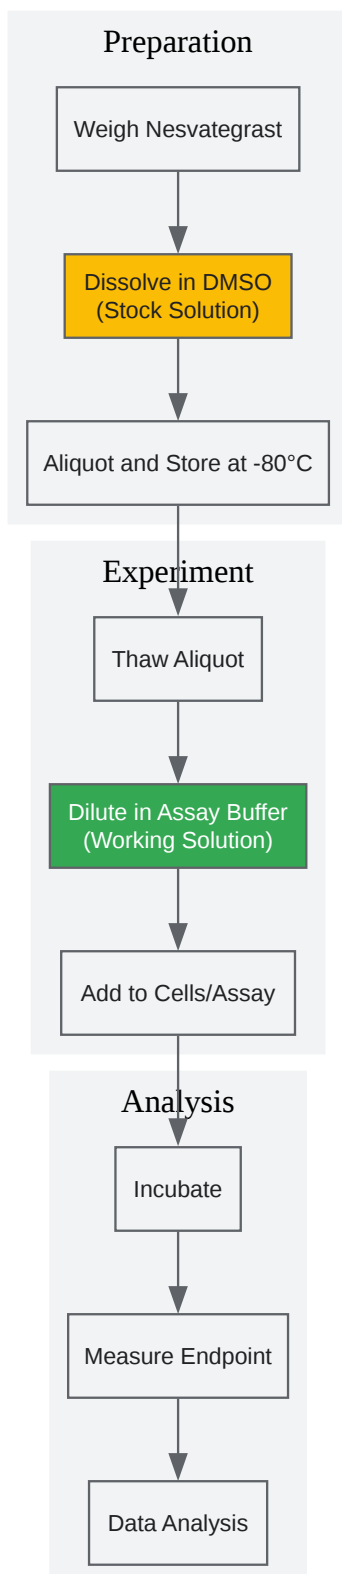 Preparation
Weigh Nesvategrast
Dissolve in DMSO
(Stock Solution)
Aliquot and Store at -80°C
Experiment
Thaw Aliquot
Dilute in Assay Buffer
(Working Solution)
Add to Cells/Assay
Analysis
Incubate
Measure Endpoint
Data Analysis